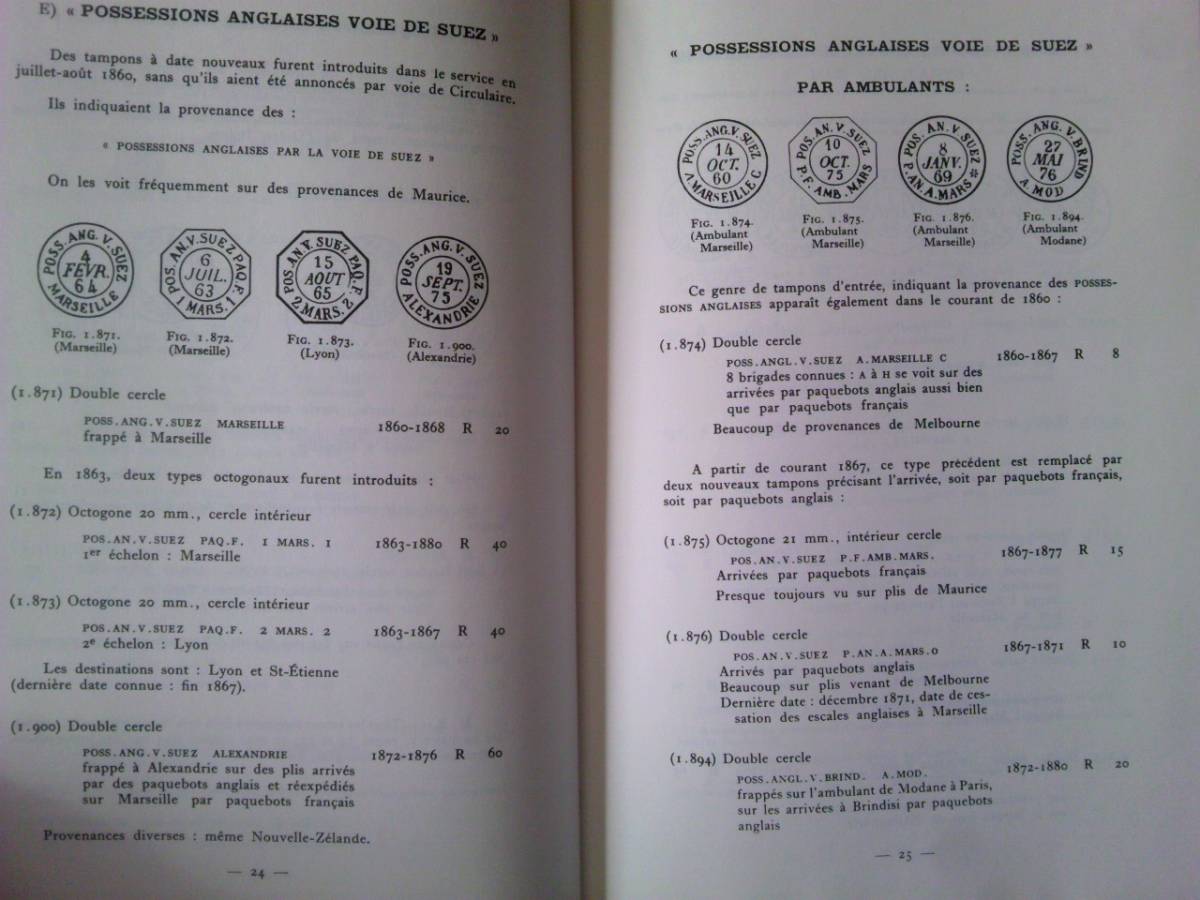 E) « POSSESSIONS ANGLAISES VOIE DE SUEZ »
Des tampons à date nouveaux furent introduits dans le service en
juillet-août 1860, sans qu'ils aient été annoncés par voie de Circulaire.
Ils indiquaient la provenance des :
« POSSESSIONS ANGLAISES PAR LA VOIE DE SUEZ »
On les voit fréquemment sur des provenances de Maurice.
POSS. ANG. V. SUEZ
4
FÉVR.
64
MARSEILLE
POS. AN. V. SUEZ PAQ. F.
6
JUIL.
63
1 MARS. 1
POS. AN. V. SUEZ PAQ. F.
15
AOUT
65
2 MARS. 2
POSS. ANG. V. SUEZ
19
SEPT.
75
ALEXANDRIE
FIG. 1.871.
(Marseille)
FIG. 1.872.
(Marseille)
FIG. 1.873.
(Lyon)
FIG. 1.900.
(Alexandrie)
(1.871) Double cercle
POSS.ANG.V.SUEZ MARSEILLE 1860-1868 R 20
frappé à Marseille
En 1863, deux types octogonaux furent introduits :
(1.872) Octogone 20 mm., cercle intérieur
POS.AN.V.SUEZ PAQ.F. 1 MARS. 1 1863-1880 R 40
1er échelon : Marseille
(1.873) Octogone 20 mm., cercle intérieur
POS.AN.V.SUEZ PAQ.F. 2 MARS. 2 1863-1867 R 40
2e échelon : Lyon
Les destinations sont : Lyon et St-Étienne
(dernière date connue : fin 1867).
(1.900) Double cercle
POSS.ANG.V.SUEZ ALEXANDRIE 1872-1876 R 60
frappé à Alexandrie sur des plis arrivés
par des paquebots anglais et réexpédiés
sur Marseille par paquebots français
Provenances diverses : même Nouvelle-Zélande.
— 24 —
« POSSESSIONS ANGLAISES VOIE DE SUEZ »
PAR AMBULANTS :
POSS. ANG. V. SUEZ
14
OCT.
60
A. MARSEILLE C
POS. AN. V. SUEZ
10
OCT.
75
P. F. AMB. MARS
POS. AN. V. SUEZ
8
JANV.
69
P. AN. A. MARS *
POSS. ANG. V. BRIND
27
MAI
76
A. MOD
FIG. 1.874.
(Ambulant
Marseille)
FIG. 1.875.
(Ambulant
Marseille)
FIG. 1.876.
(Ambulant
Marseille)
FIG. 1.894.
(Ambulant
Modane)
Ce genre de tampons d'entrée, indiquant la provenance des POSSES-
SIONS ANGLAISES apparaît également dans le courant de 1860 :
(1.874) Double cercle
POSS.ANGL.V.SUEZ A.MARSEILLE C 1860-1867 R 8
8 brigades connues : A à H se voit sur des
arrivées par paquebots anglais aussi bien
que par paquebots français
Beaucoup de provenances de Melbourne
A partir de courant 1867, ce type précédent est remplacé par
deux nouveaux tampons précisant l'arrivée, soit par paquebots français,
soit par paquebots anglais :
(1.875) Octogone 21 mm., intérieur cercle
POS.AN.V.SUEZ P.F.AMB.MARS. 1867-1877 R 15
Arrivées par paquebots français
Presque toujours vu sur plis de Maurice
(1.876) Double cercle
POS.AN.V.SUEZ P.AN.A.MARS.O 1867-1871 R 10
Arrivés par paquebots anglais
Beaucoup sur plis venant de Melbourne
Dernière date : décembre 1871, date de ces-
sation des escales anglaises à Marseille
(1.894) Double cercle
POSS.ANGL.V.BRIND. A.MOD. 1872-1880 R 20
frappés sur l'ambulant de Modane à Paris,
sur les arrivées à Brindisi par paquebots
anglais
— 25 —